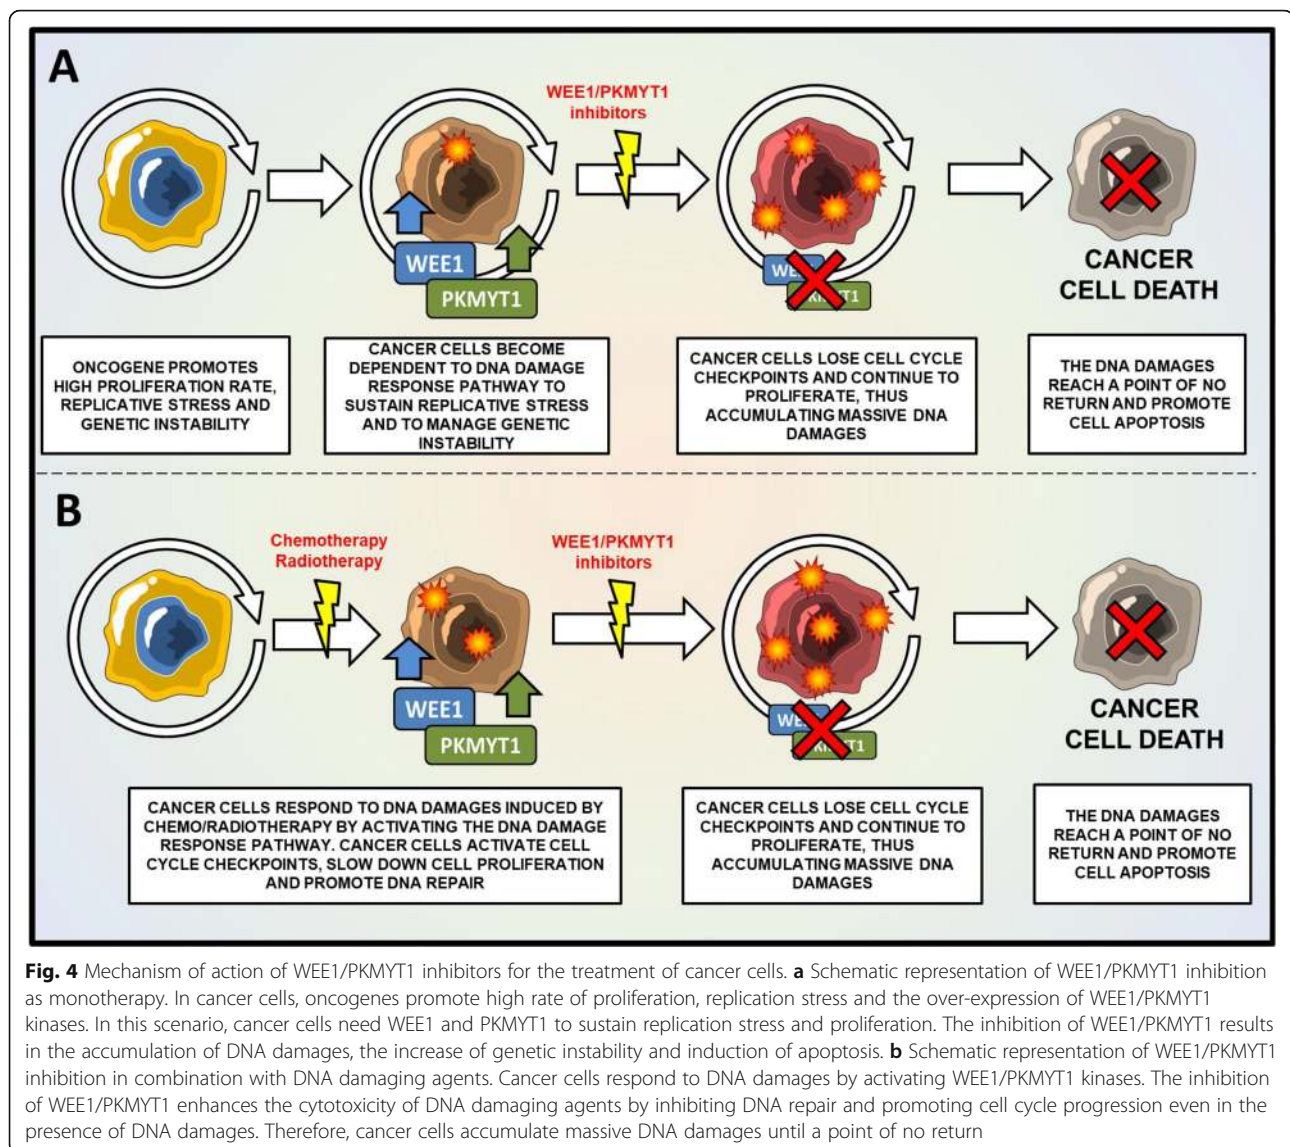 A
WEE1/PKMYT1
inhibitors
WEE1
PKMYT1
CANCER
CELL DEATH
ONCOGENE PROMOTES
HIGH PROLIFERATION RATE,
REPLICATIVE STRESS AND
GENETIC INSTABILITY
CANCER CELLS BECOME
DEPENDENT TO DNA DAMAGE
RESPONSE PATHWAY TO
SUSTAIN REPLICATIVE STRESS
AND TO MANAGE GENETIC
INSTABILITY
CANCER CELLS LOSE CELL CYCLE
CHECKPOINTS AND CONTINUE TO
PROLIFERATE, THUS
ACCUMULATING MASSIVE DNA
DAMAGES
THE DNA DAMAGES
REACH A POINT OF NO
RETURN AND PROMOTE
CELL APOPTOSIS
B
Chemotherapy
Radiotherapy
WEE1/PKMYT1
inhibitors
WEE1
PKMYT1
CANCER
CELL DEATH
CANCER CELLS RESPOND TO DNA DAMAGES INDUCED BY
CHEMO/RADIOTHERAPY BY ACTIVATING THE DNA DAMAGE
RESPONSE PATHWAY. CANCER CELLS ACTIVATE CELL
CYCLE CHECKPOINTS, SLOW DOWN CELL PROLIFERATION
AND PROMOTE DNA REPAIR
CANCER CELLS LOSE CELL CYCLE
CHECKPOINTS AND CONTINUE TO
PROLIFERATE, THUS
ACCUMULATING MASSIVE DNA
DAMAGES
THE DNA DAMAGES
REACH A POINT OF NO
RETURN AND PROMOTE
CELL APOPTOSIS
Fig. 4 Mechanism of action of WEE1/PKMYT1 inhibitors for the treatment of cancer cells. a Schematic representation of WEE1/PKMYT1 inhibition
as monotherapy. In cancer cells, oncogenes promote high rate of proliferation, replication stress and the over-expression of WEE1/PKMYT1
kinases. In this scenario, cancer cells need WEE1 and PKMYT1 to sustain replication stress and proliferation. The inhibition of WEE1/PKMYT1 results
in the accumulation of DNA damages, the increase of genetic instability and induction of apoptosis. b Schematic representation of WEE1/PKMYT1
inhibition in combination with DNA damaging agents. Cancer cells respond to DNA damages by activating WEE1/PKMYT1 kinases. The inhibition
of WEE1/PKMYT1 enhances the cytotoxicity of DNA damaging agents by inhibiting DNA repair and promoting cell cycle progression even in the
presence of DNA damages. Therefore, cancer cells accumulate massive DNA damages until a point of no return